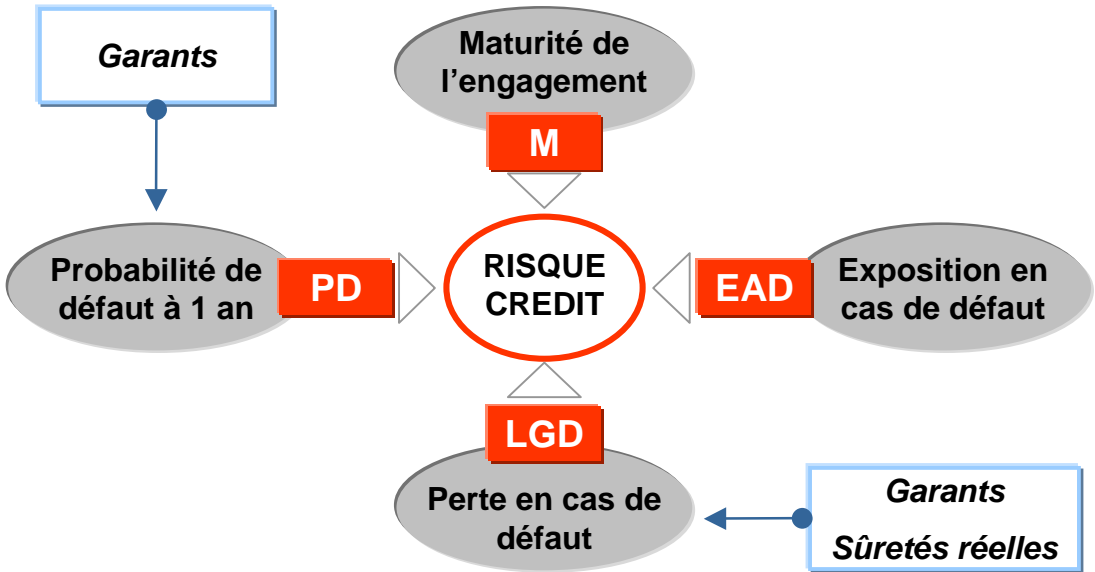 Garants
Maturité de
l'engagement
M
Probabilité de
défaut à 1 an
PD
RISQUE
CREDIT
EAD
Exposition en
cas de défaut
LGD
Perte en cas de
défaut
Garants
Sûretés réelles